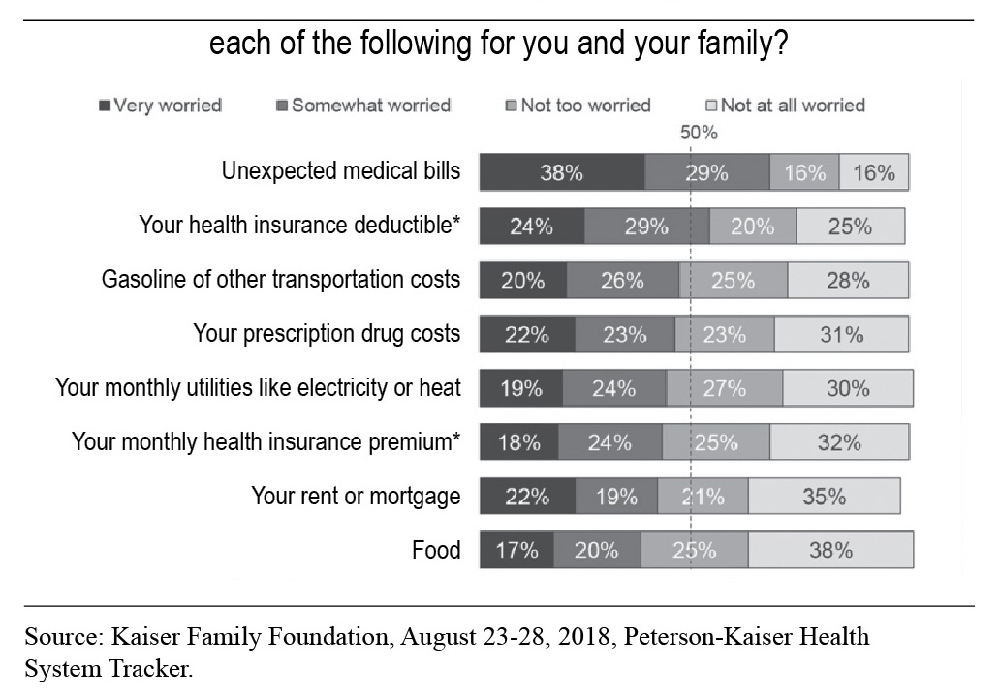 each of the following for you and your family?
Very worried Somewhat worried Not too worried Not at all worried
50%
Unexpected medical bills 38% 29% 16% 16%
Your health insurance deductible* 24% 29% 20% 25%
Gasoline of other transportation costs 20% 26% 25% 28%
Your prescription drug costs 22% 23% 23% 31%
Your monthly utilities like electricity or heat 19% 24% 27% 30%
Your monthly health insurance premium* 18% 24% 25% 32%
Your rent or mortgage 22% 19% 21% 35%
Food 17% 20% 25% 38%
Source: Kaiser Family Foundation, August 23-28, 2018, Peterson-Kaiser Health
System Tracker.